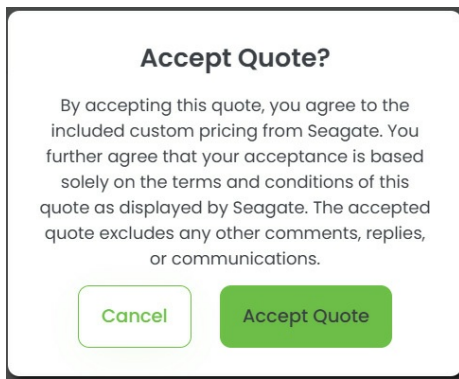 Accept Quote?
By accepting this quote, you agree to the
included custom pricing from Seagate. You
further agree that your acceptance is based
solely on the terms and conditions of this
quote as displayed by Seagate. The accepted
quote excludes any other comments, replies,
or communications.
Cancel
Accept Quote